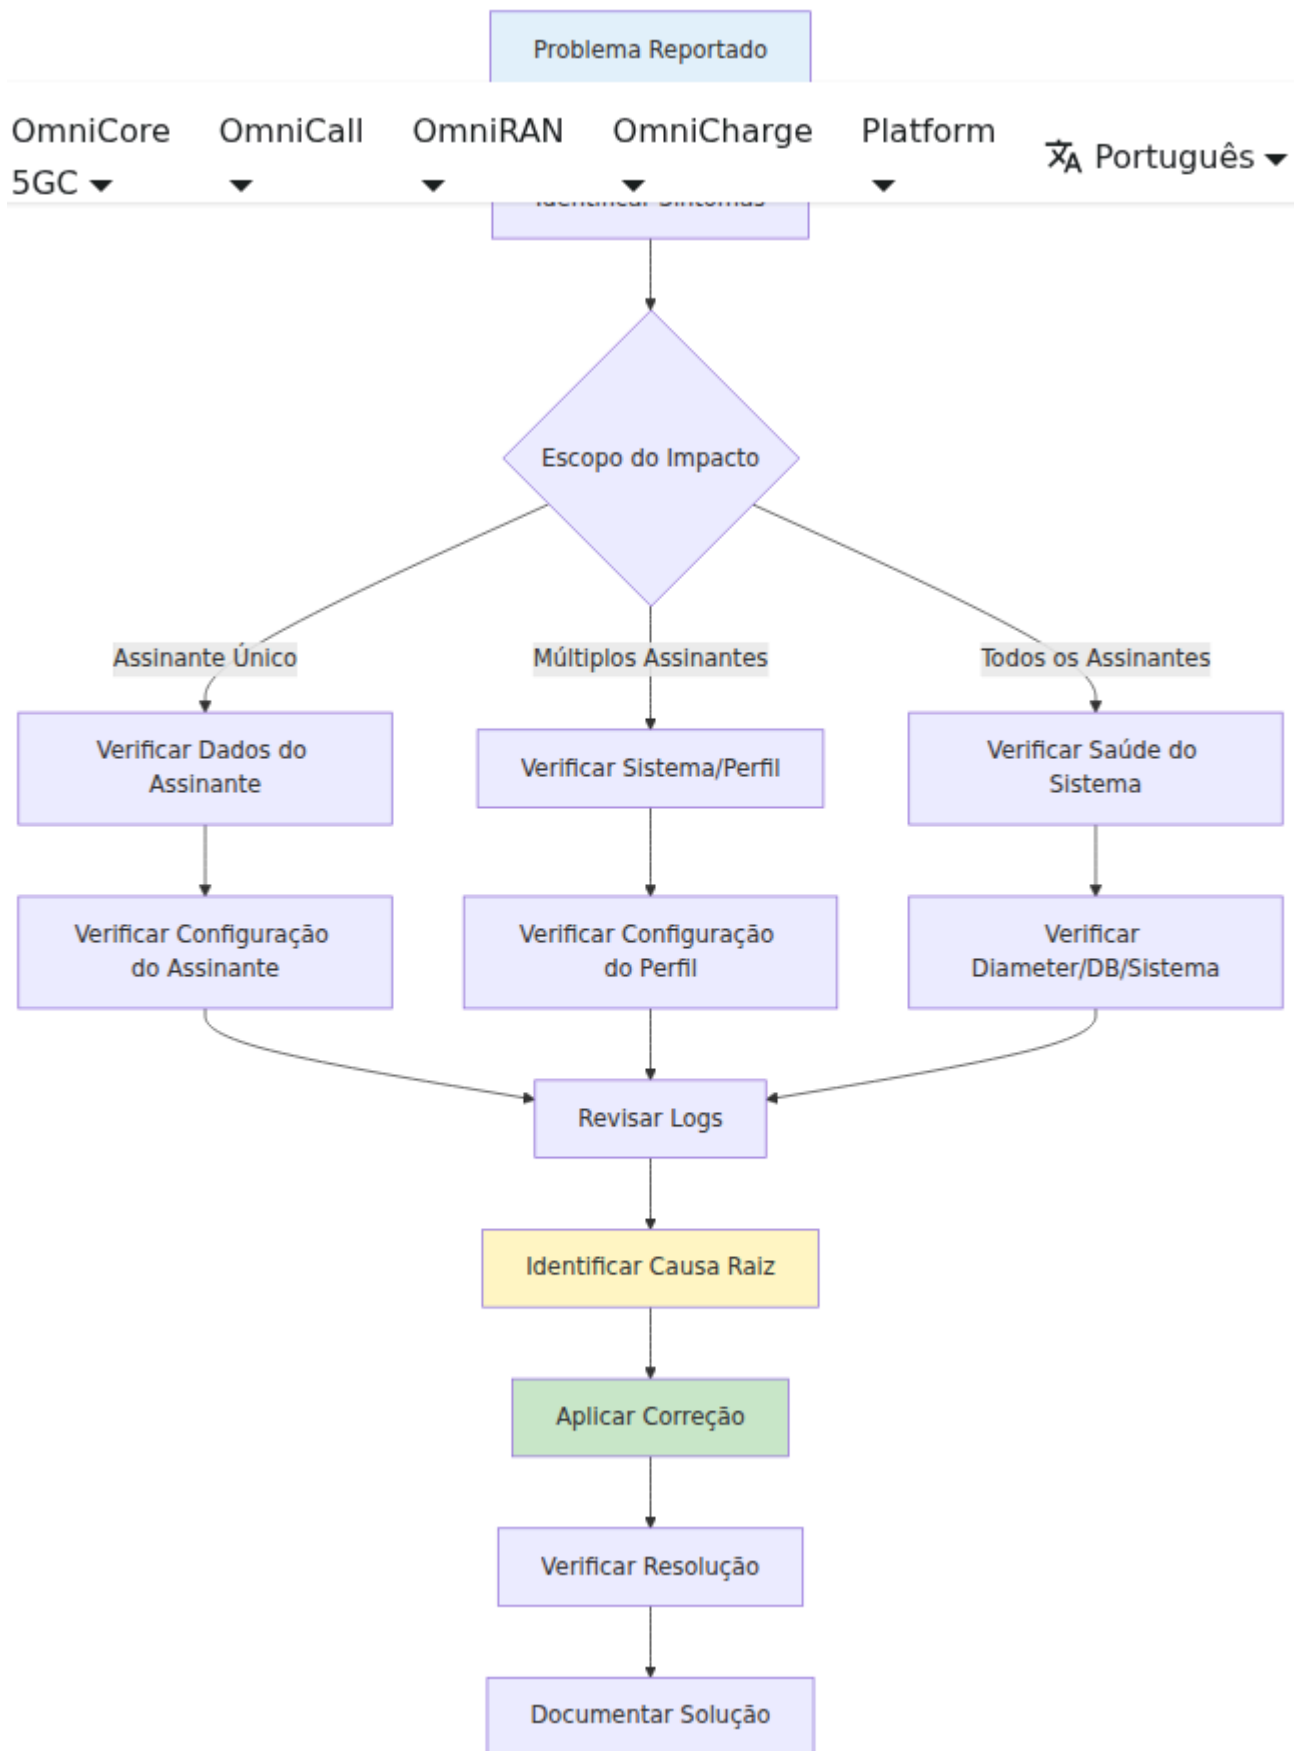 Problema Reportado
OmniCore
5GC
OmniCall
OmniRAN
OmniCharge
Platform
Português
Identificar Sintomas
Escopo do Impacto
Assinante Único
Múltiplos Assinantes
Todos os Assinantes
Verificar Dados do
Assinante
Verificar Sistema/Perfil
Verificar Saúde do
Sistema
Verificar Configuração
do Assinante
Verificar Configuração
do Perfil
Verificar
Diameter/DB/Sistema
Revisar Logs
Identificar Causa Raiz
Aplicar Correção
Verificar Resolução
Documentar Solução